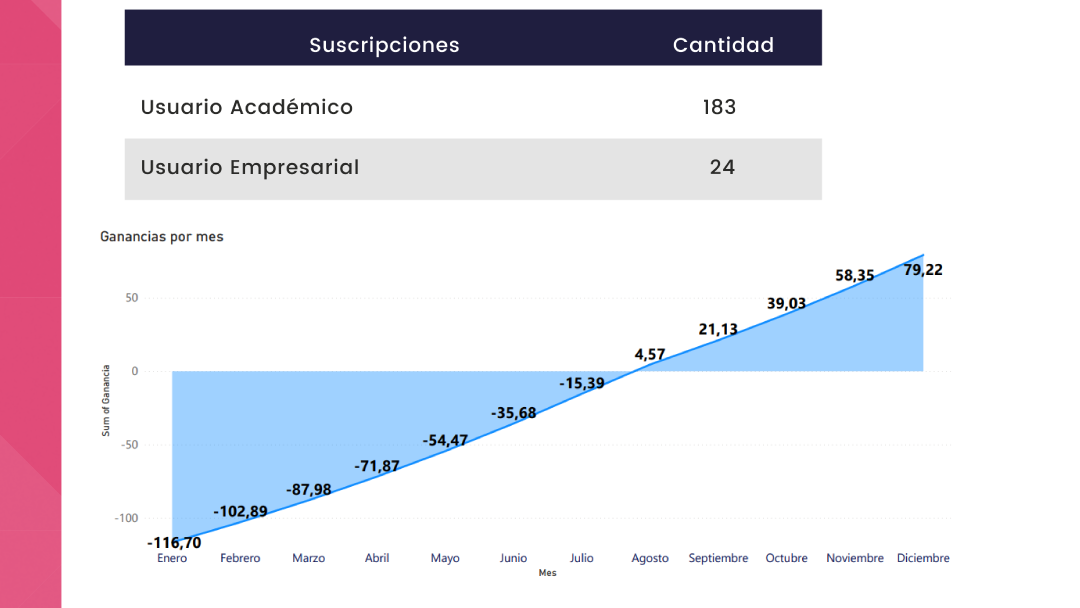 Suscripciones Cantidad
Usuario Académico 183
Usuario Empresarial 24
Ganancias por mes
50
0
-50
-100
Sum of Ganancia
-116,70
-102,89
-87,98
-71,87
-54,47
-35,68
-15,39
4,57
21,13
39,03
58,35
79,22
Enero Febrero Marzo Abril Mayo Junio Julio Agosto Septiembre Octubre Noviembre Diciembre
Mes